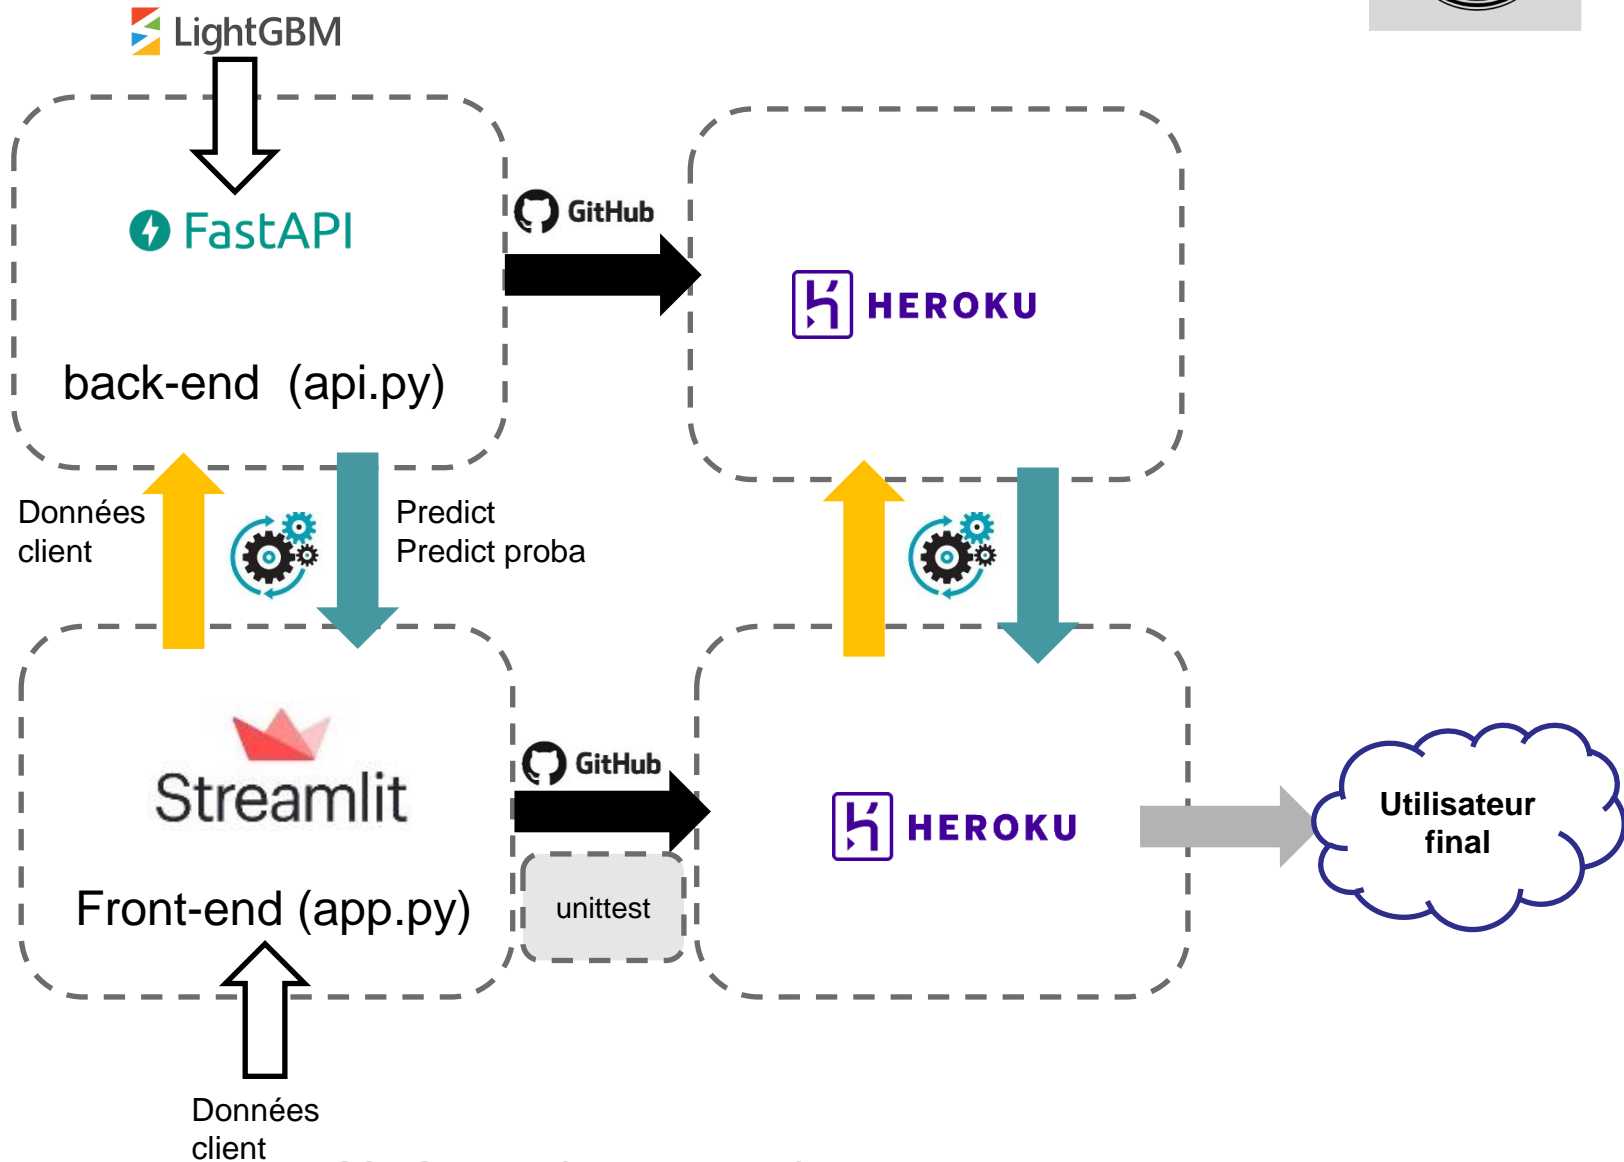 LightGBM
FastAPI
back-end (api.py)
GitHub
HEROKU
Données
client
Predict
Predict proba
Streamlit
Front-end (app.py)
GitHub
unittest
HEROKU
Utilisateur
final
Données
client